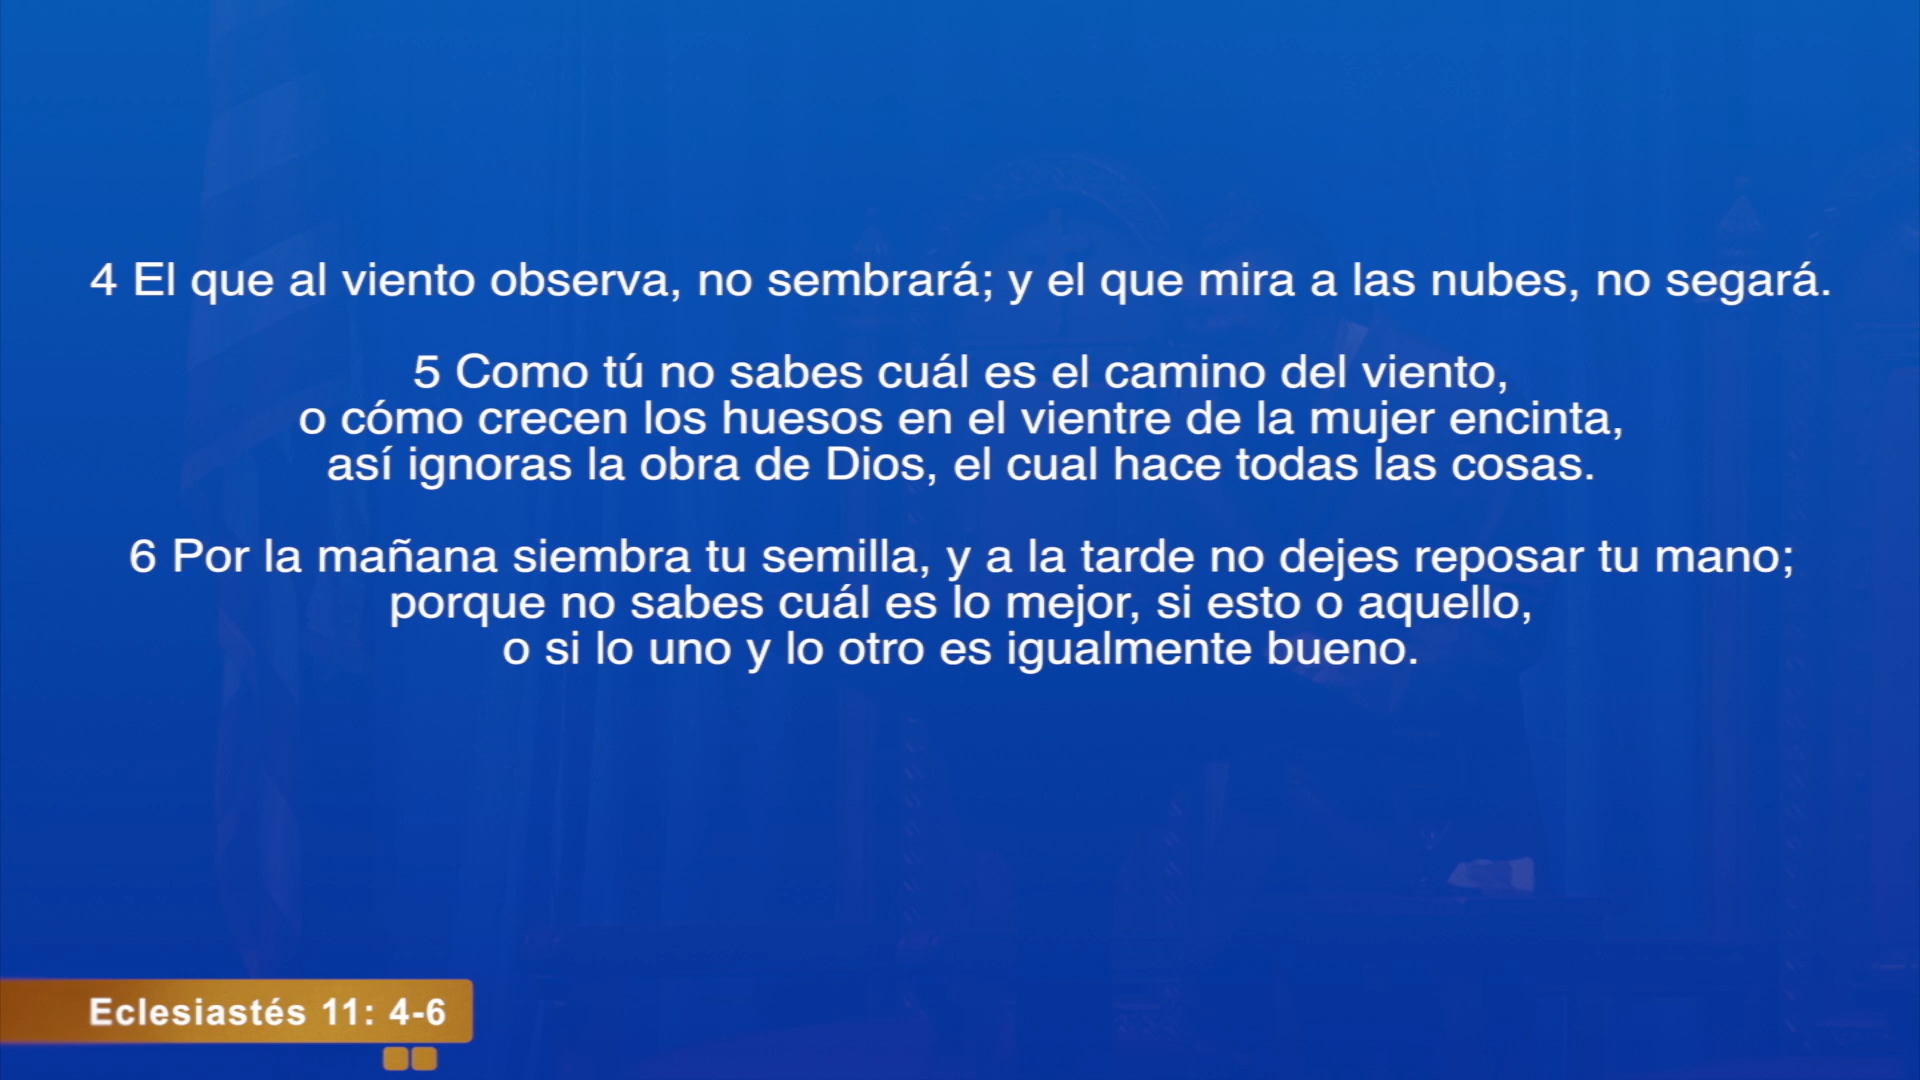 4 El que al viento observa, no sembrará; y el que mira a las nubes, no segará.
5 Como tú no sabes cuál es el camino del viento,
o cómo crecen los huesos en el vientre de la mujer encinta,
así ignoras la obra de Dios, el cual hace todas las cosas.
6 Por la mañana siembra tu semilla, y a la tarde no dejes reposar tu mano;
porque no sabes cuál es lo mejor, si esto o aquello,
o si lo uno y lo otro es igualmente bueno.
Eclesiastés 11: 4-6